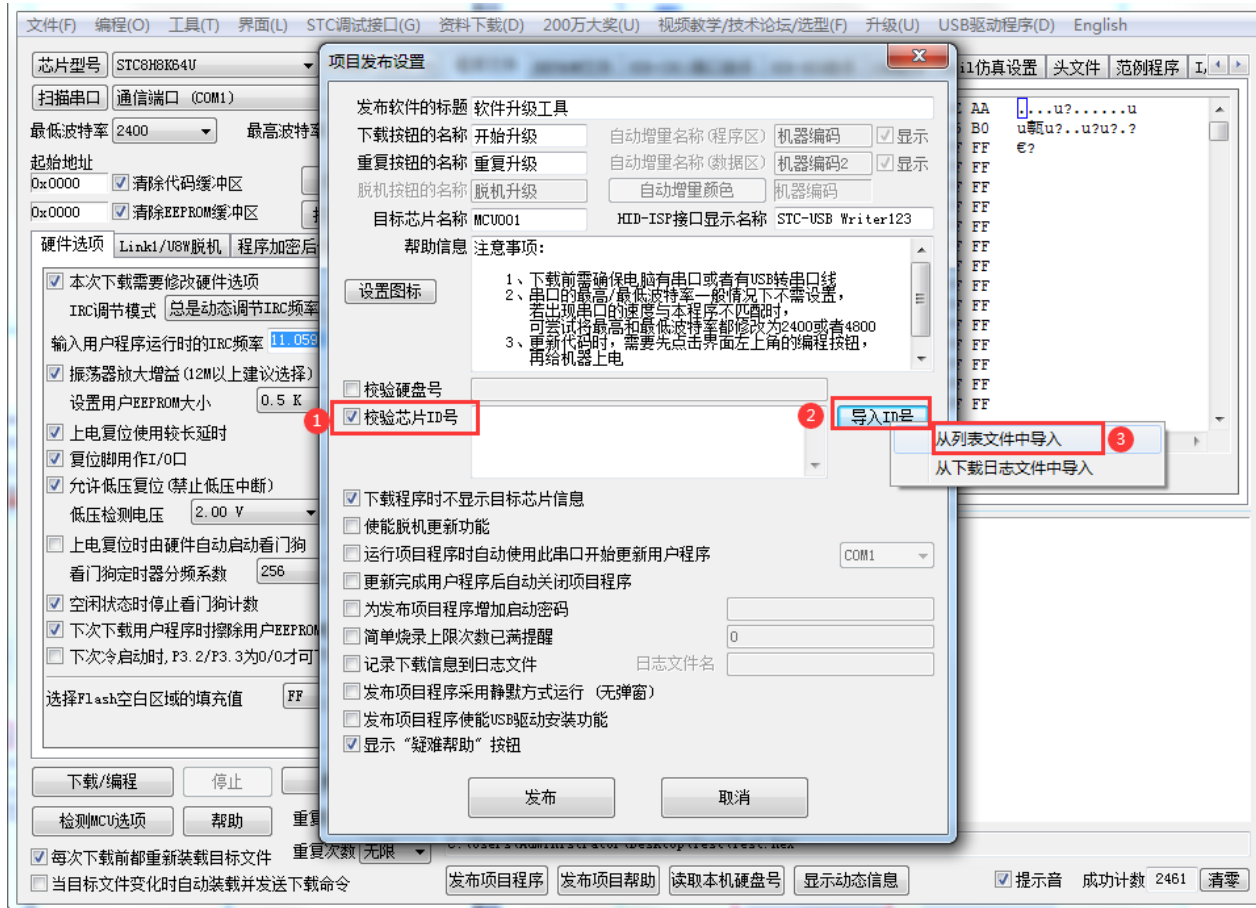 文件(F) 编程(O) 工具(T) 界面(L) STC调试接口(G) 资料下载(D) 200万大奖(U) 视频教学/技术论坛/选型(F) 升级(U) USB驱动程序(D) English
芯片型号 STC8H8K64U
扫描串口 通信端口 (COM1)
最低波特率 2400 最高波特率
起始地址
0x0000 清除代码缓冲区
0x0000 清除EEPROM缓冲区
硬件选项 Link1/U8W脱机 程序加密后
本次下载需要修改硬件选项
IRC调节模式 总是动态调节IRC频率
输入用户程序运行时的IRC频率 11.059
振荡器放大增益(12M以上建议选择)
设置用户EEPROM大小 0.5 K
上电复位使用较长延时
复位脚用作I/O口
允许低压复位(禁止低压中断)
低压检测电压 2.00 V
上电复位时由硬件自动启动看门狗
看门狗定时器分频系数 256
空闲状态时停止看门狗计数
下次下载用户程序时擦除用户EEPROM
下次冷启动时,P3.2/P3.3为0/0才可
选择Flash空白区域的填充值 FF
下载/编程 停止
检测MCU选项 帮助 重复
每次下载前都重新装载目标文件 重复次数 无限
当目标文件变化时自动装载并发送下载命令
项目发布设置
发布软件的标题 软件升级工具
下载按钮的名称 开始升级 自动增量名称(程序区) 机器编码 显示
重复按钮的名称 重复升级 自动增量名称(数据区) 机器编码2 显示
脱机按钮的名称 脱机升级 自动增量颜色 机器编码
目标芯片名称 MCU001 HID-ISP接口显示名称 STC-USB Writer123
帮助信息 注意事项:
设置图标
1、下载前需确保电脑有串口或者有USB转串口线
2、串口的最高/最低波特率一般情况下不需设置,
若出现串口的速度与本程序不匹配时,
可尝试将最高和最低波特率都修改为2400或者4800
3、更新代码时,需要先点击界面左上角的编程按钮,
再给机器上电
校验硬盘号
1 校验芯片ID号 2 导入ID号
从列表文件中导入 3
从下载日志文件中导入
下载程序时不显示目标芯片信息
使能脱机更新功能
运行项目程序时自动使用此串口开始更新用户程序 COM1
更新完成用户程序后自动关闭项目程序
为发布项目程序增加启动密码
简单烧录上限次数已满提醒 0
记录下载信息到日志文件 日志文件名
发布项目程序采用静默方式运行 (无弹窗)
发布项目程序使能USB驱动安装功能
显示“疑难帮助”按钮
发布 取消
仿真设置 头文件 范例程序
AA ....u?......u
B0
FF €?
FF
FF
FF
FF
FF
FF
FF
FF
FF
FF
FF
FF
FF
发布项目程序 发布项目帮助 读取本机硬盘号 显示动态信息 提示音 成功计数 2461 清零